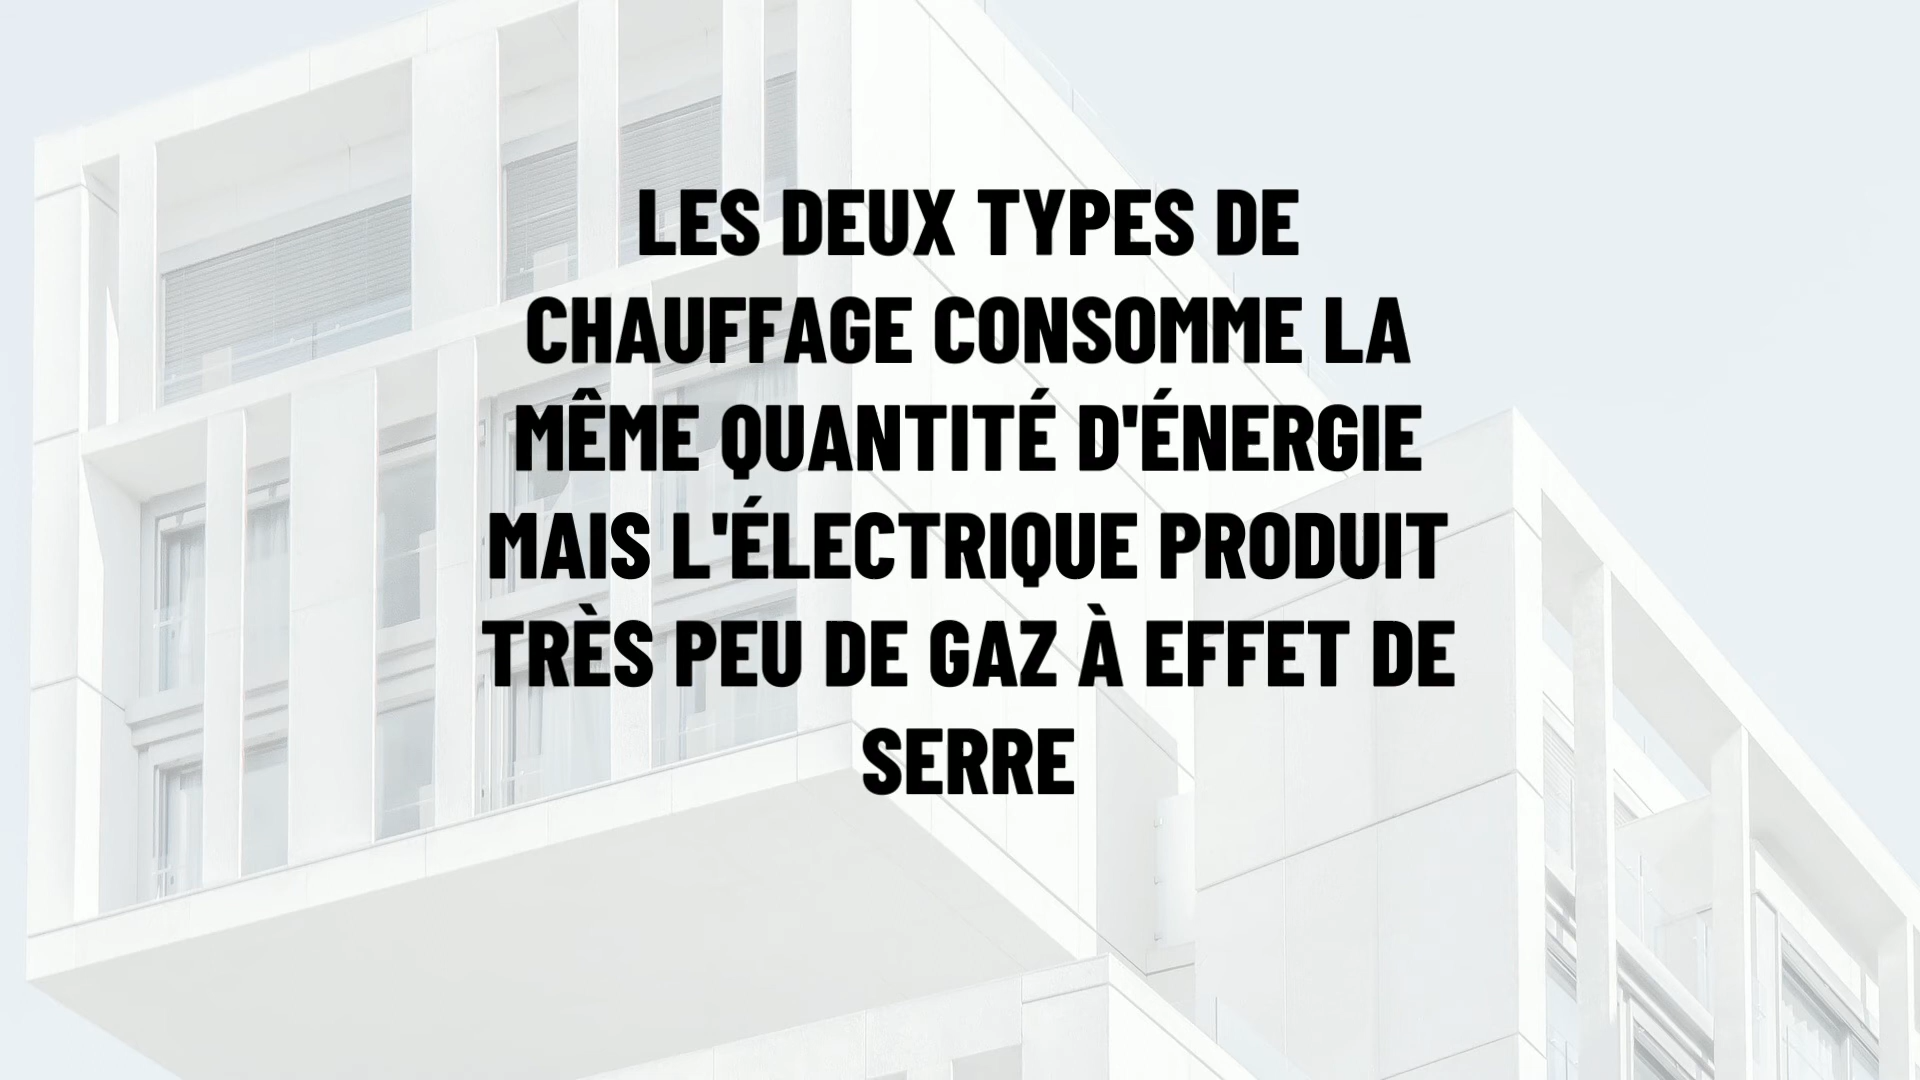 LES DEUX TYPES DE
CHAUFFAGE CONSOMME LA
MÊME QUANTITÉ D'ÉNERGIE
MAIS L'ÉLECTRIQUE PRODUIT
TRÈS PEU DE GAZ À EFFET DE
SERRE